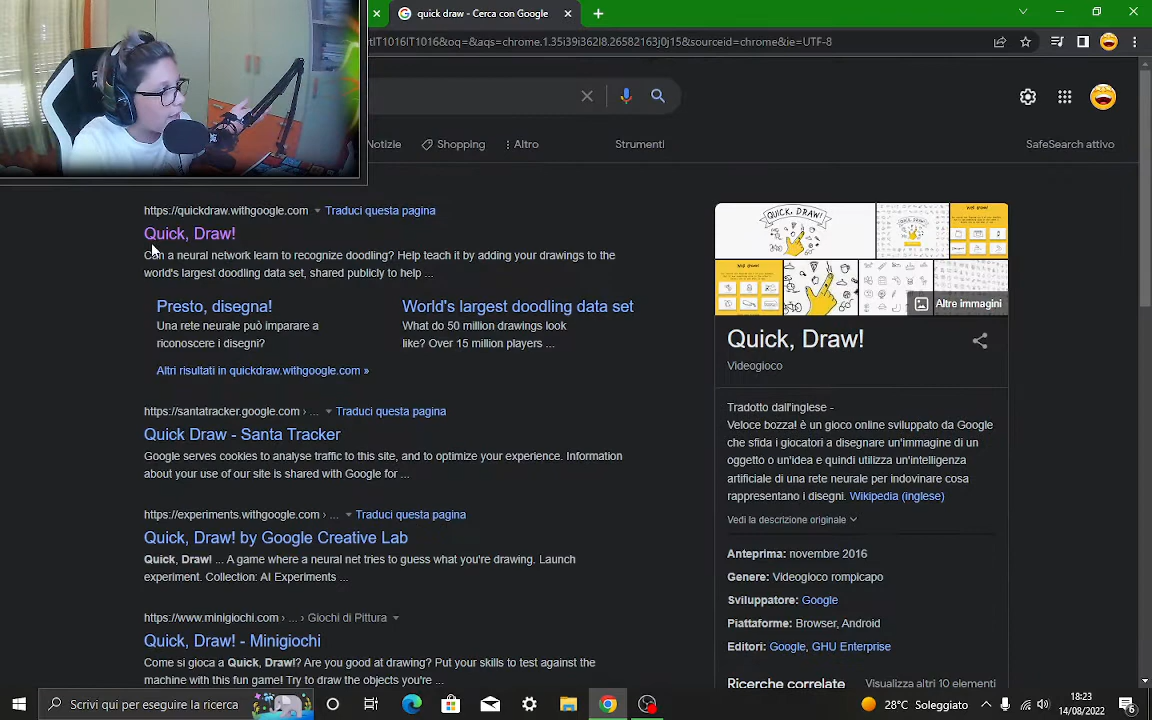 quick draw - Cerca con Google
tIT1016IT1016&oq=&aqs=chrome.1.35i39i362l8.26582163j0j15&sourceid=chrome&ie=UTF-8
Notizie
Shopping
Altro
Strumenti
SafeSearch attivo
https://quickdraw.withgoogle.com
Traduci questa pagina
Quick, Draw!
Can a neural network learn to recognize doodling? Help teach it by adding your drawings to the
world's largest doodling data set, shared publicly to help ...
Presto, disegna!
Una rete neurale può imparare a
riconoscere i disegni?
World's largest doodling data set
What do 50 million drawings look
like? Over 15 million players ...
Altri risultati in quickdraw.withgoogle.com »
https://santatracker.google.com › ...
Traduci questa pagina
Quick Draw - Santa Tracker
Google serves cookies to analyse traffic to this site, and to optimize your experience. Information
about your use of our site is shared with Google for ...
https://experiments.withgoogle.com › ...
Traduci questa pagina
Quick, Draw! by Google Creative Lab
Quick, Draw! ... A game where a neural net tries to guess what you're drawing. Launch
experiment. Collection: AI Experiments ...
https://www.minigiochi.com › ... › Giochi di Pittura
Quick, Draw! - Minigiochi
Come si gioca a Quick, Draw!? Are you good at drawing? Put your skills to test against the
machine with this fun game! Try to draw the objects you're ...
QUICK, DRAW!
Altre immagini
Quick, Draw!
Videogioco
Tradotto dall'inglese -
Veloce bozza! è un gioco online sviluppato da Google
che sfida i giocatori a disegnare un'immagine di un
oggetto o un'idea e quindi utilizza un'intelligenza
artificiale di una rete neurale per indovinare cosa
rappresentano i disegni. Wikipedia (inglese)
Vedi la descrizione originale
Anteprima: novembre 2016
Genere: Videogioco rompicapo
Sviluppatore: Google
Piattaforme: Browser, Android
Editori: Google, GHU Enterprise
Ricerche correlate
Visualizza altri 10 elementi
Scrivi qui per eseguire la ricerca
28°C Soleggiato
18:23
14/08/2022
6